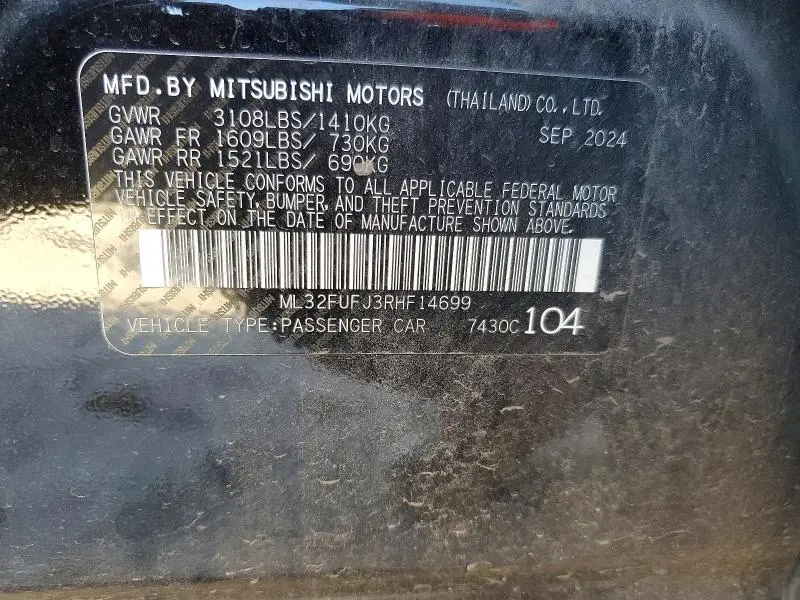 MFD.BY MITSUBISHI MOTORS (THAILAND)CO.,LTD.
GVWR 3108LBS/1410KG SEP 2024
GAWR FR 1609LBS/ 730KG
GAWR RR 1521LBS/ 690KG
THIS VEHICLE CONFORMS TO ALL APPLICABLE FEDERAL MOTOR
VEHICLE SAFETY, BUMPER, AND THEFT PREVENTION STANDARDS
IN EFFECT ON THE DATE OF MANUFACTURE SHOWN ABOVE.
ML32FUFJ3RHF14699
VEHICLE TYPE:PASSENGER CAR 7430C 104